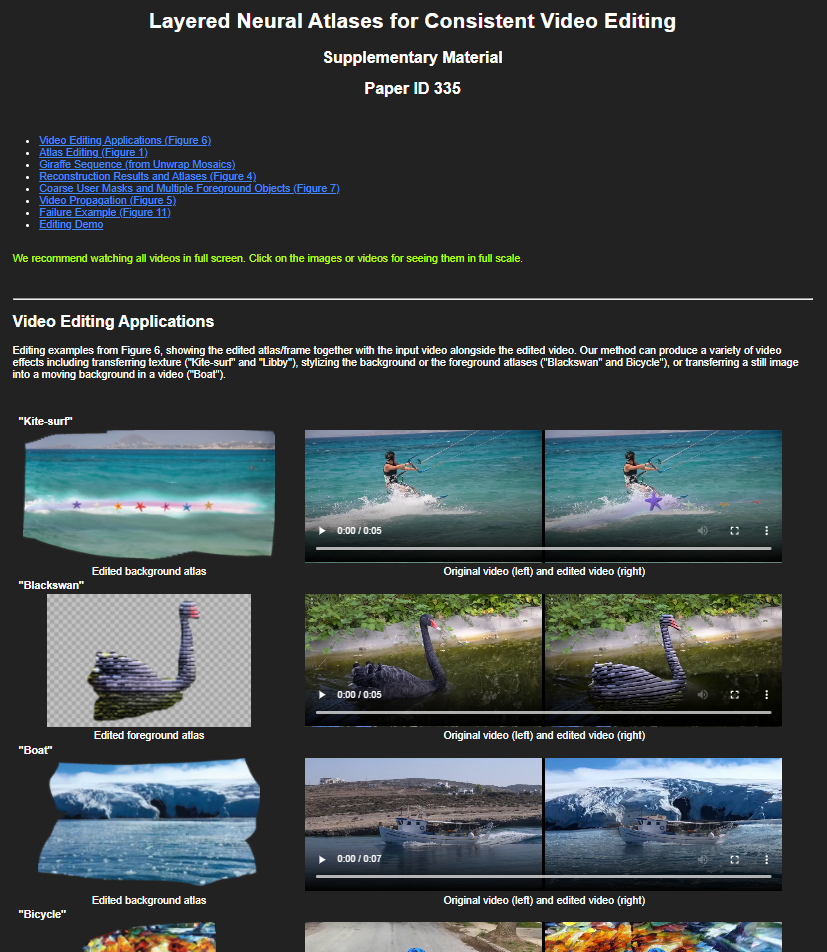 Layered Neural Atlases for Consistent Video Editing
Supplementary Material
Paper ID 335
Video Editing Applications (Figure 6)
Atlas Editing (Figure 1)
Giraffe Sequence (from Unwrap Mosaics)
Reconstruction Results and Atlases (Figure 4)
Coarse User Masks and Multiple Foreground Objects (Figure 7)
Video Propagation (Figure 5)
Failure Example (Figure 11)
Editing Demo
We recommend watching all videos in full screen. Click on the images or videos for seeing them in full scale.
Video Editing Applications
Editing examples from Figure 6, showing the edited atlas/frame together with the input video alongside the edited video. Our method can produce a variety of video
effects including transferring texture ("Kite-surf" and "Libby"), stylizing the background or the foreground atlases ("Blackswan" and Bicycle"), or transferring a still image
into a moving background in a video ("Boat").
"Kite-surf"
0:00 / 0:05
Edited background atlas
Original video (left) and edited video (right)
"Blackswan"
0:00 / 0:05
Edited foreground atlas
Original video (left) and edited video (right)
"Boat"
0:00 / 0:07
Edited background atlas
Original video (left) and edited video (right)
"Bicycle"